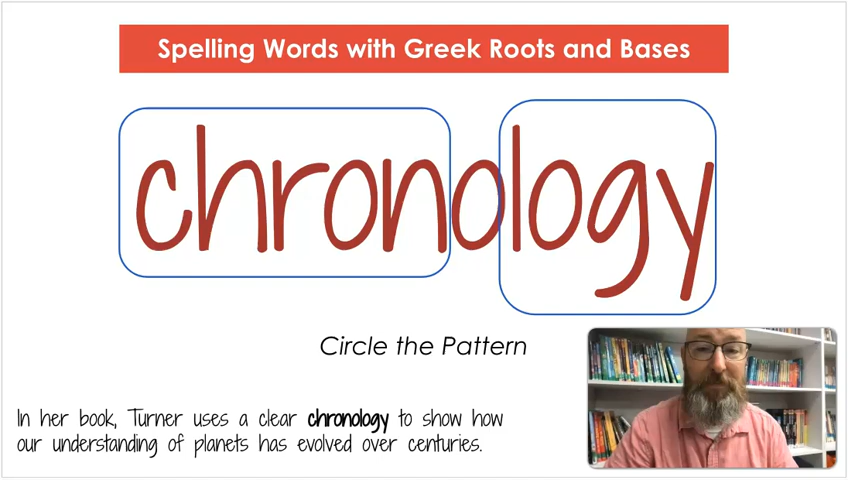 Spelling Words with Greek Roots and Bases
chronology
Circle the Pattern
In her book, Turner uses a clear chronology to show how
our understanding of planets has evolved over centuries.